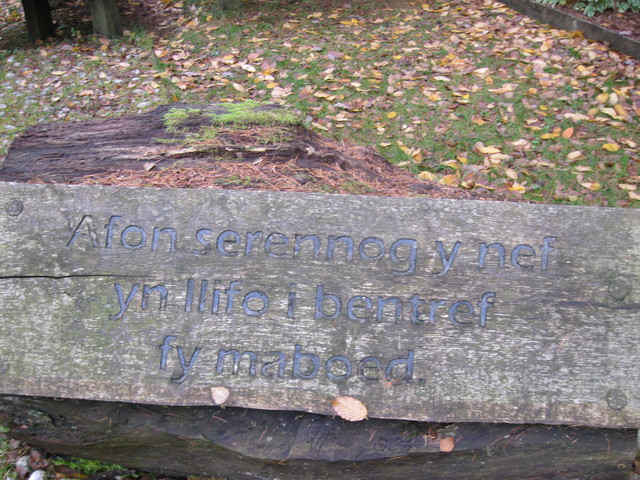 Afon serennog y nef
yn llifo i bentref
fy maboed